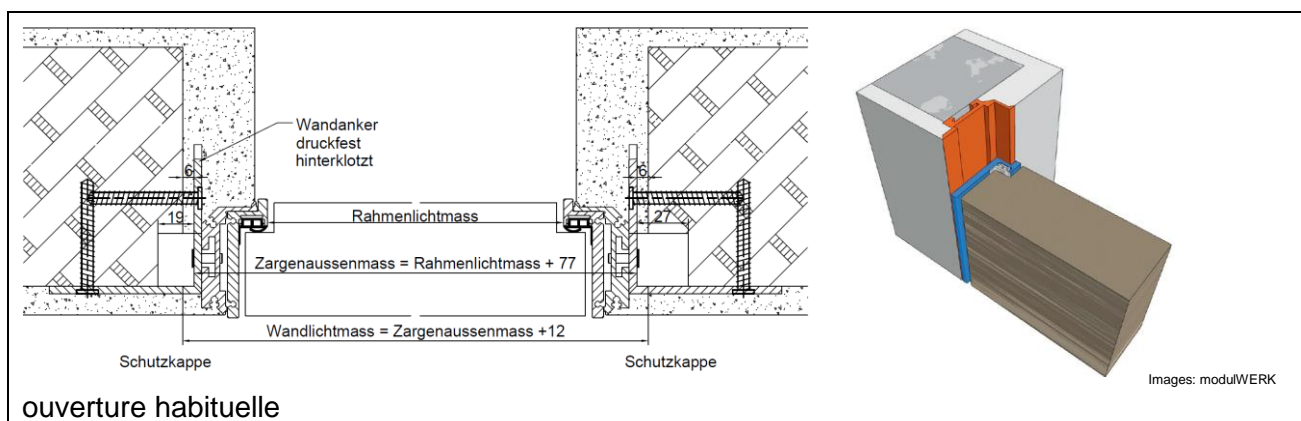 Wandanker
druckfest
hinterklotzt
6
6
19
27
Rahmenlichtmass
Zargenaussenmass = Rahmenlichtmass + 77
Wandlichtmass = Zargenaussenmass +12
Schutzkappe
Schutzkappe
Images: modulWERK
ouverture habituelle